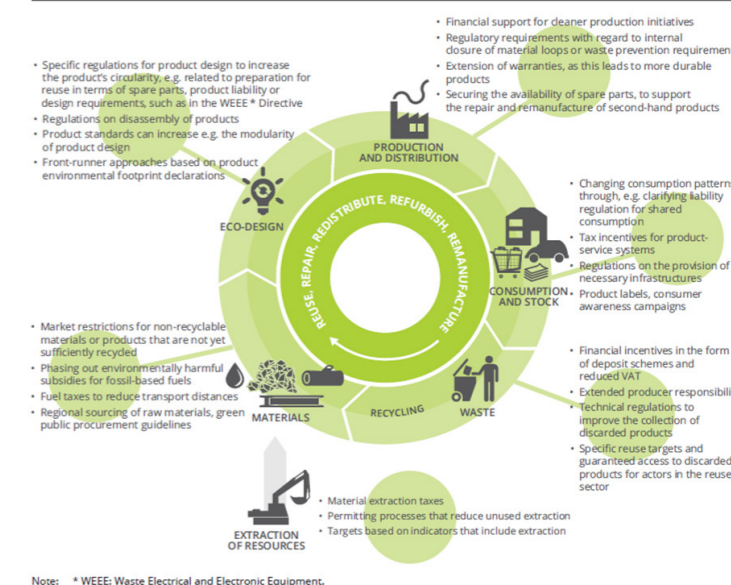 • Financial support for cleaner production initiatives
• Regulatory requirements with regard to internal
closure of material loops or waste prevention
• Extension of warranties, as this leads to more durable
products
• Securing the availability of spare parts, to support
the repair and remanufacture of second-hand products
• Specific regulations for product design to increase
the product's circularity, e.g. related to preparation for
reuse in terms of spare parts, product liability or
design requirements, such as in the WEEE * Directive
• Regulations on disassembly of products
• Product standards can increase e.g. the modularity
of product design
• Front-runner approaches based on product
environmental footprint declarations
PRODUCTION
AND DISTRIBUTION
ECO-DESIGN
REUSE, REPAIR, REDISTRIBUTE, REFURBISH, REMANUFACTURE
• Changing consumption patterns
through, e.g. clarifying liability
regulation for shared
consumption
• Tax incentives for product-
service systems
• Regulations on the provision of
necessary infrastructures
• Product labels, consumer
awareness campaigns
CONSUMPTION
AND STOCK
• Market restrictions for non-recyclable
materials or products that are not yet
sufficiently recycled
• Phasing out environmentally harmful
subsidies for fossil-based fuels
• Fuel taxes to reduce transport distances
• Regional sourcing of raw materials, green
public procurement guidelines
MATERIALS
RECYCLING
WASTE
• Financial incentives in the form
of deposit schemes and
reduced VAT
• Extended producer
• Technical regulations to
improve the collection of
discarded products
• Specific reuse targets and
guaranteed access to discarded
products for actors in the reuse
sector
EXTRACTION
OF RESOURCES
• Material extraction taxes
• Permitting processes that reduce unused extraction
• Targets based on indicators that include extraction
Note: * WEEE: Waste Electrical and Electronic Equipment.